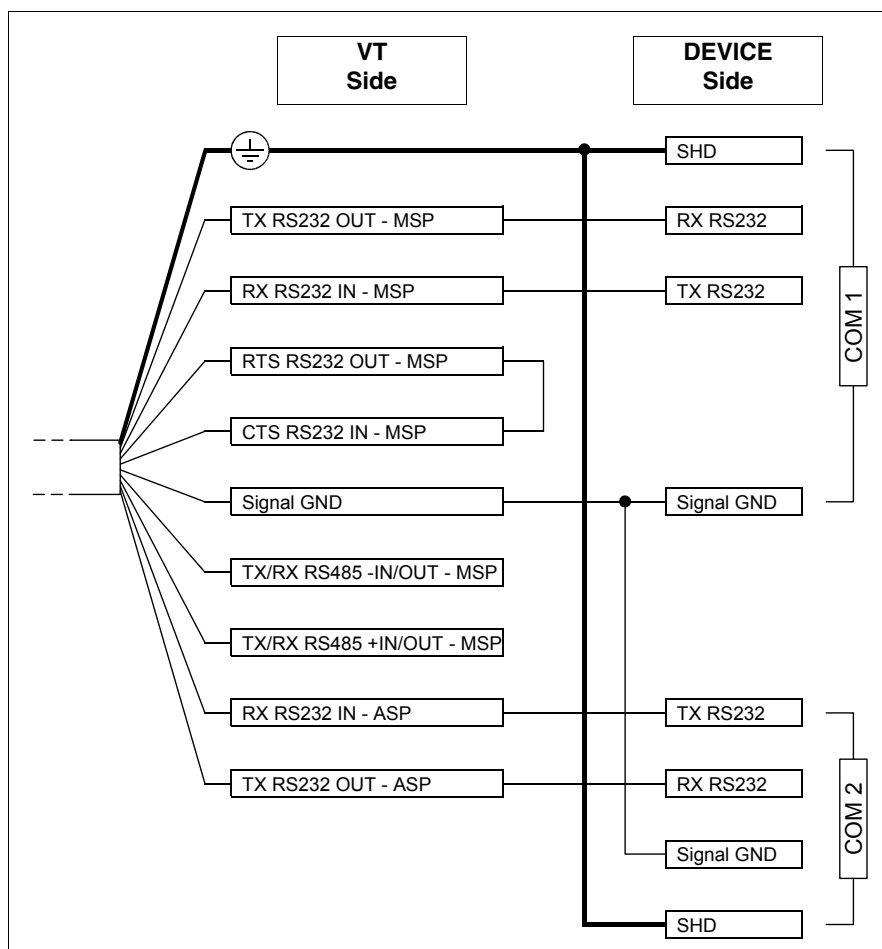 VT
Side
DEVICE
Side
SHD
TX RS232 OUT - MSP
RX RS232
RX RS232 IN - MSP
TX RS232
COM 1
RTS RS232 OUT - MSP
CTS RS232 IN - MSP
Signal GND
Signal GND
TX/RX RS485 -IN/OUT - MSP
TX/RX RS485 +IN/OUT - MSP
RX RS232 IN - ASP
TX RS232
TX RS232 OUT - ASP
RX RS232
COM 2
Signal GND
SHD